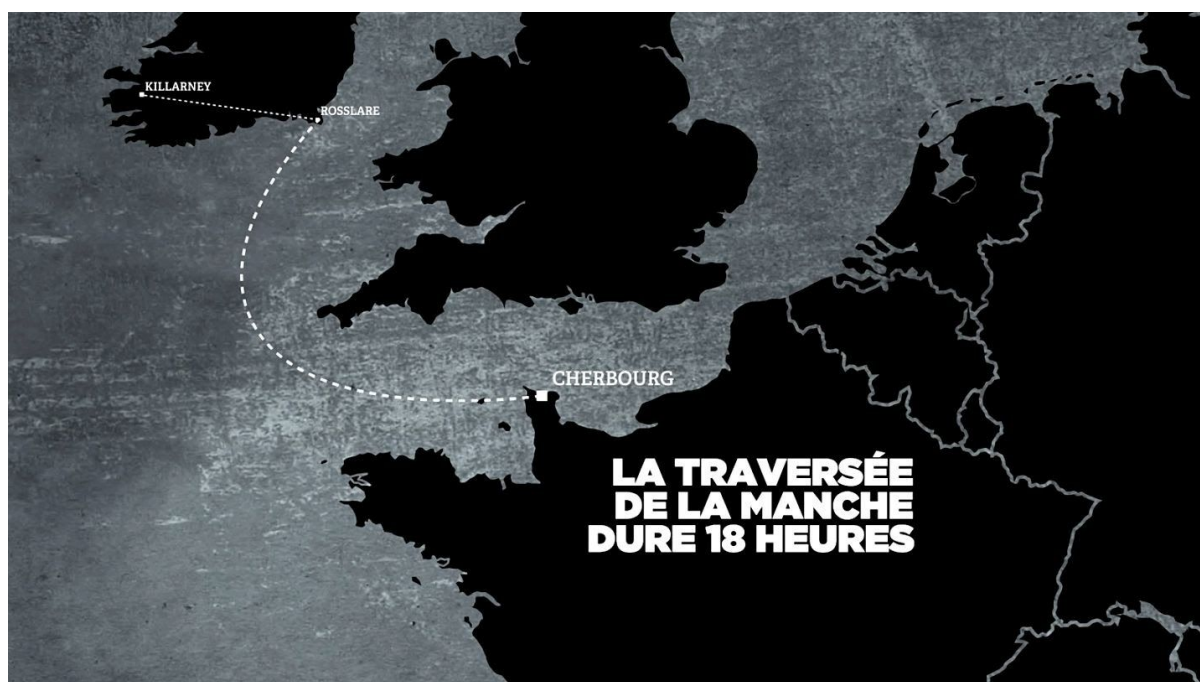 KILLARNEY
ROSSLARE
CHERBOURG
LA TRAVERSÉE
DE LA MANCHE
DURE 18 HEURES